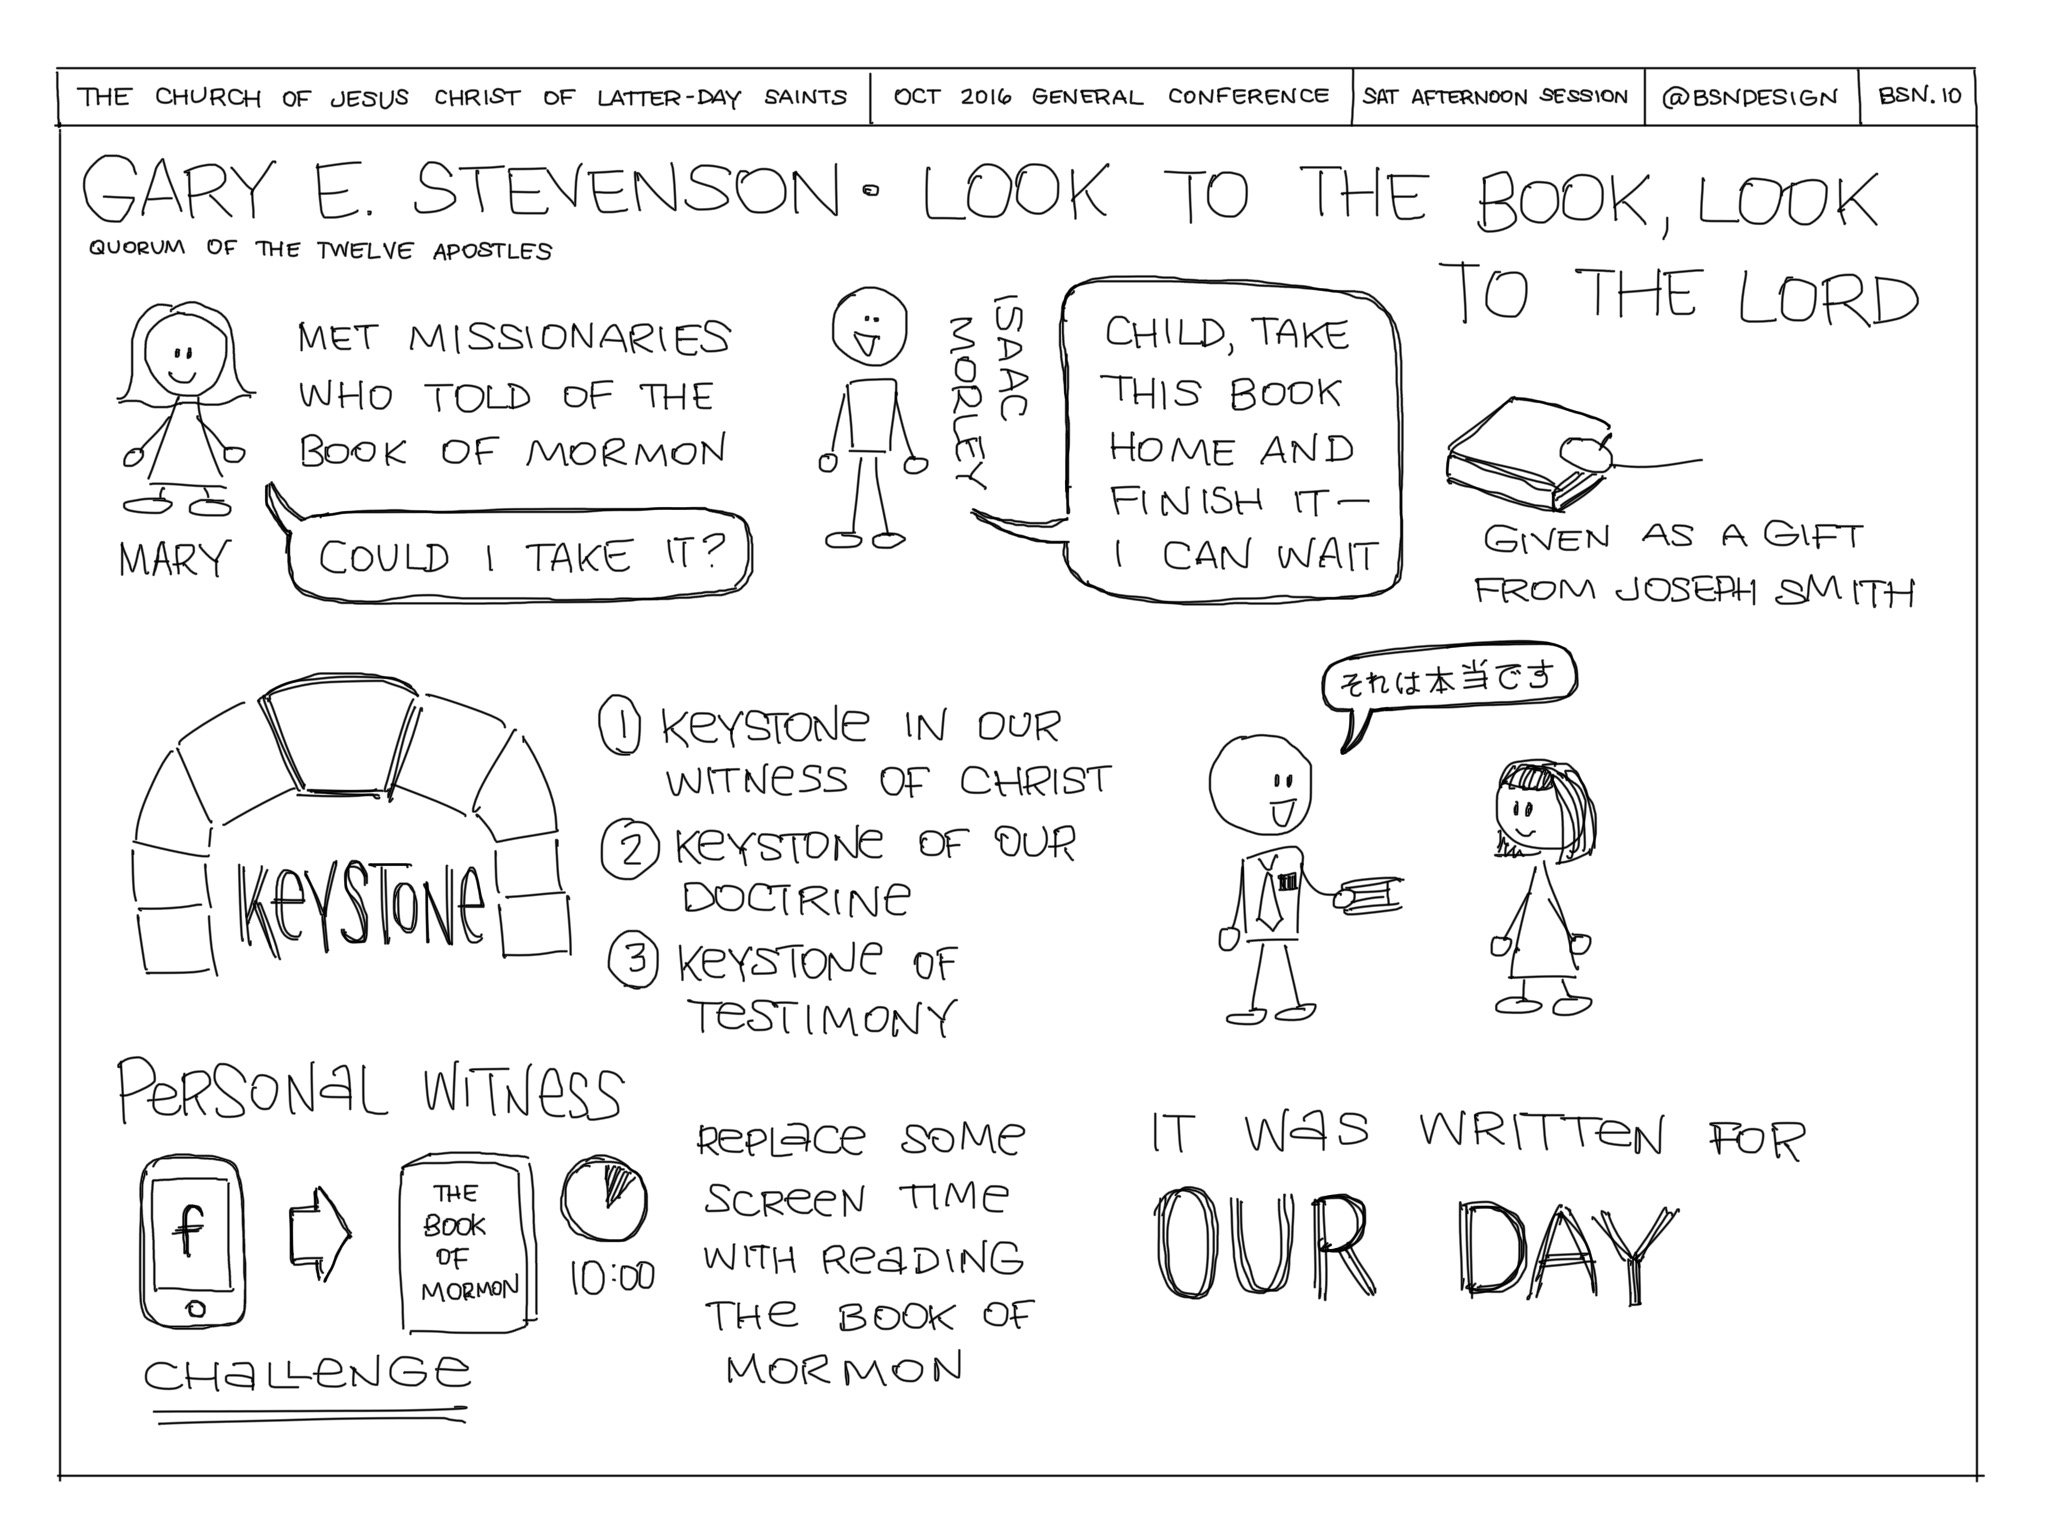 THE CHURCH OF JESUS CHRIST OF LATTER-DAY SAINTS
OCT 2016 GENERAL CONFERENCE
SAT AFTERNOON SESSION
@BSNDESIGN
BSN.10
GARY E. STEVENSON • LOOK TO THE BOOK, LOOK
TO THE LORD
QUORUM OF THE TWELVE APOSTLES
MET MISSIONARIES
WHO TOLD OF THE
BOOK OF MORMON
MARY
COULD I TAKE IT?
ISAAC
MORLEY
CHILD, TAKE
THIS BOOK
HOME AND
FINISH IT—
I CAN WAIT
GIVEN AS A GIFT
FROM JOSEPH SMITH
KEYSTONE
1 KEYSTONE IN OUR
WITNESS OF CHRIST
2 KEYSTONE OF OUR
DOCTRINE
3 KEYSTONE OF
TESTIMONY
それは本当です
PERSONAL WITNESS
f
THE
BOOK
OF
MORMON
10:00
CHALLENGE
REPLACE SOME
SCREEN TIME
WITH READING
THE BOOK OF
MORMON
IT WAS WRITTEN FOR
OUR DAY